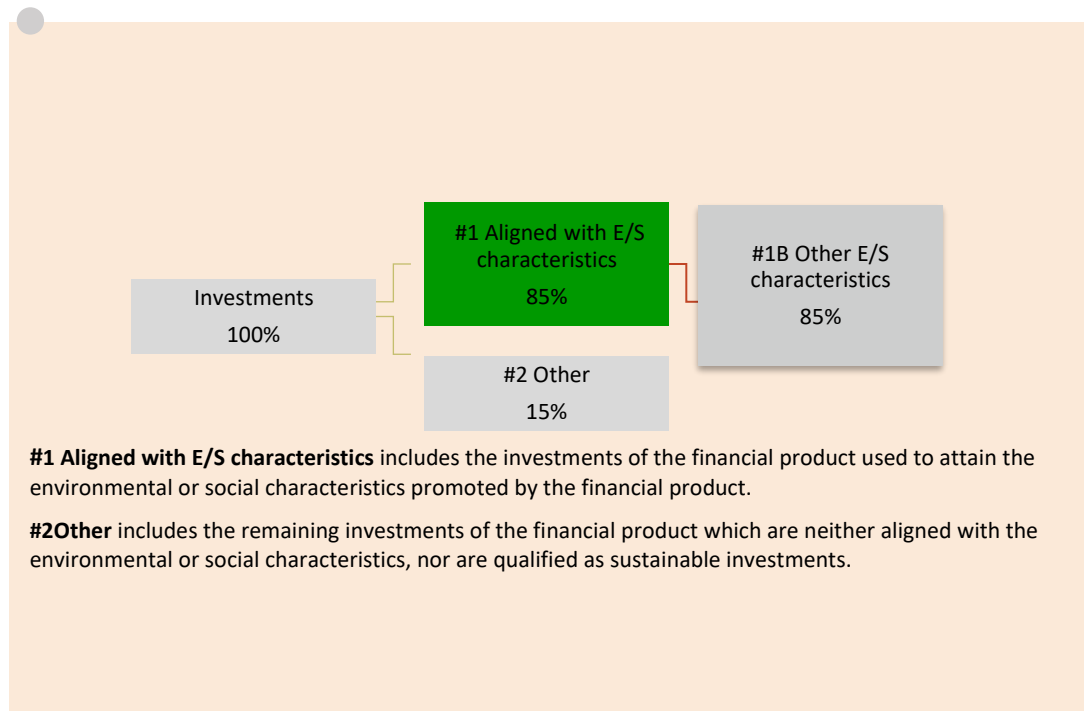 #1 Aligned with E/S
characteristics
85%
#1B Other E/S
characteristics
85%
Investments
100%
#2 Other
15%
#1 Aligned with E/S characteristics includes the investments of the financial product used to attain the
environmental or social characteristics promoted by the financial product.
#2Other includes the remaining investments of the financial product which are neither aligned with the
environmental or social characteristics, nor are qualified as sustainable investments.